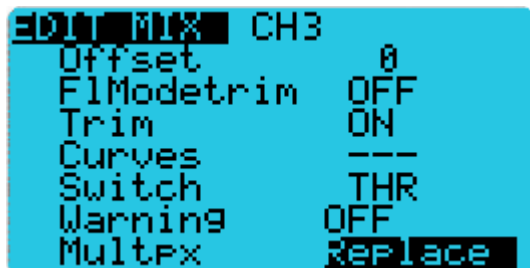 EDIT MIX CH3
Offset 0
FlModetrim OFF
Trim ON
Curves ---
Switch THR
Warning OFF
Multpx Replace